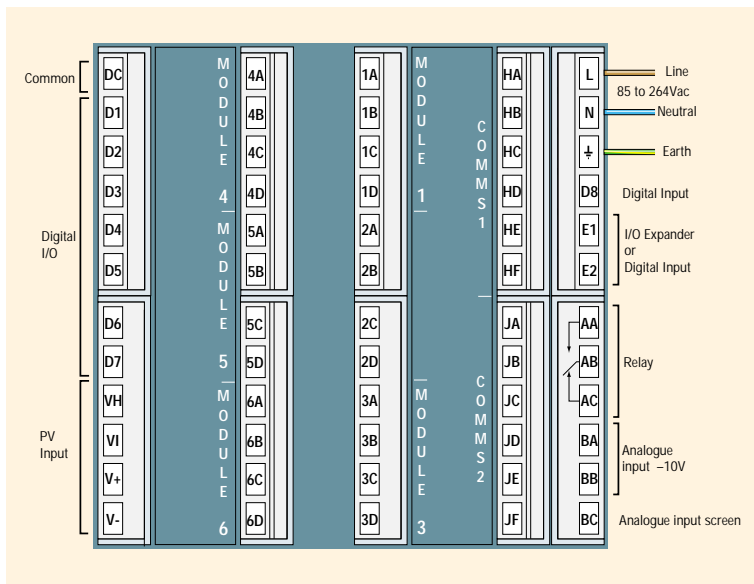 Common
Digital
I/O
PV
Input
DC
D1
D2
D3
D4
D5
D6
D7
VH
VI
V+
V-
MODULE 4
MODULE 5
MODULE 6
4A
4B
4C
4D
5A
5B
5C
5D
6A
6B
6C
6D
1A
1B
1C
1D
2A
2B
2C
2D
3A
3B
3C
3D
MODULE 1
MODULE 3
COMMS 1
COMMS 2
HA
HB
HC
HD
HE
HF
JA
JB
JC
JD
JE
JF
L
N
D8
E1
E2
AA
AB
AC
BA
BB
BC
Line
85 to 264Vac
Neutral
Earth
Digital Input
I/O Expander
or
Digital Input
Relay
Analogue
input –10V
Analogue input screen